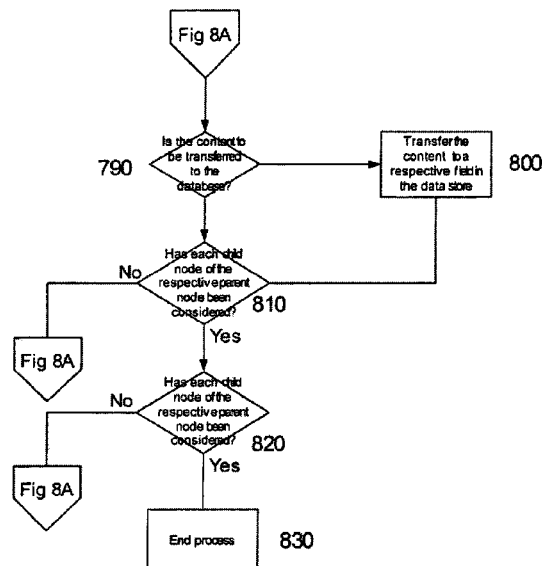 Fig 8A
Is the content to
be transferred
to the
database?
790
Transfer the
content to a
respective field in
the data store
800
Has each child
node of the
respective parent
node been
considered?
No
810
Yes
Fig 8A
Has each child
node of the
respective parent
node been
considered?
No
820
Yes
Fig 8A
End process
830